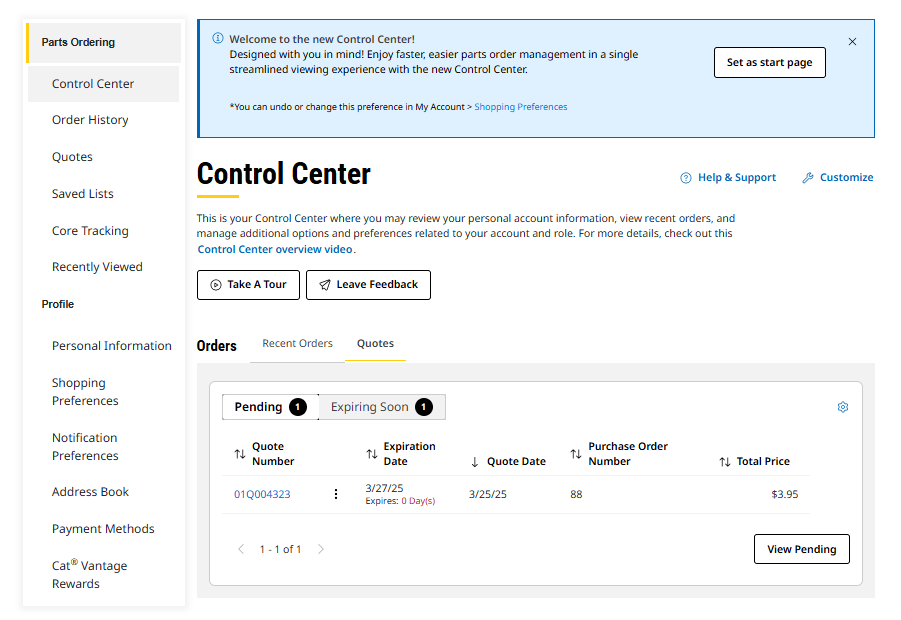 Parts Ordering
Control Center
Order History
Quotes
Saved Lists
Core Tracking
Recently Viewed
Profile
Personal Information
Shopping
Preferences
Notification
Preferences
Address Book
Payment Methods
Cat® Vantage
Rewards
Welcome to the new Control Center!
Designed with you in mind! Enjoy faster, easier parts order management in a single
streamlined viewing experience with the new Control Center.
*You can undo or change this preference in My Account > Shopping Preferences
Set as start page
Control Center
Help & Support
Customize
This is your Control Center where you may review your personal account information, view recent orders, and
manage additional options and preferences related to your account and role. For more details, check out this
Control Center overview video.
Take A Tour
Leave Feedback
Orders
Recent Orders
Quotes
Pending 1
Expiring Soon 1
Quote
Number
Expiration
Date
Quote Date
Purchase Order
Number
Total Price
01Q004323
3/27/25
Expires: 0 Day(s)
3/25/25
88
$3.95
1 - 1 of 1
View Pending